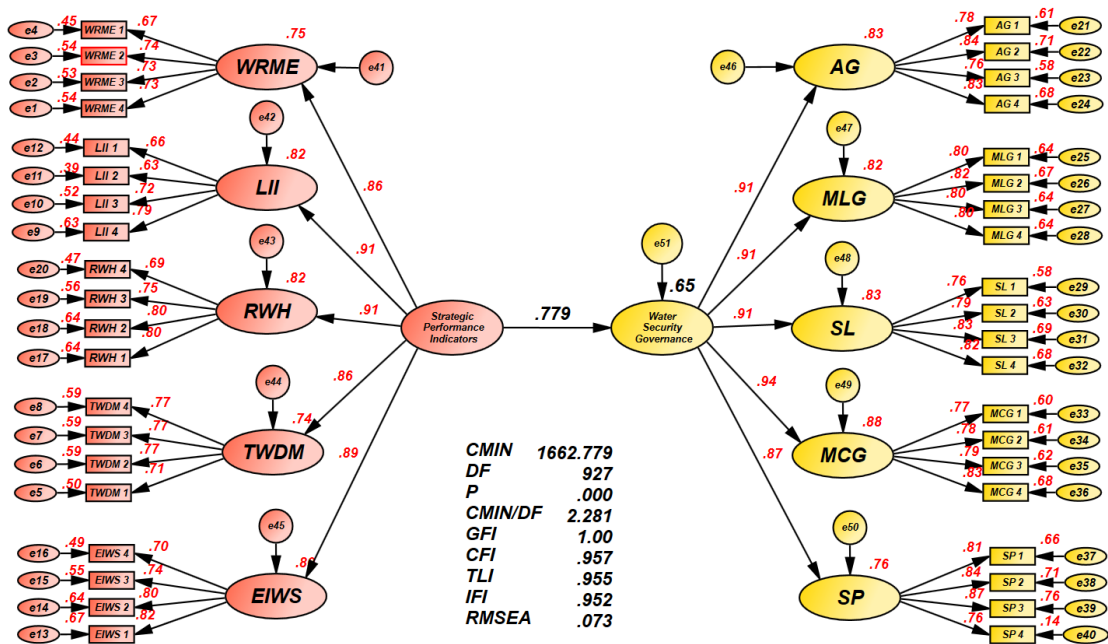 e4 .45 WRME 1 .67
e3 .54 WRME 2 .74
e2 .53 WRME 3 .73
e1 .54 WRME 4 .73
.75
WRME
e41
e42
e12 .44 LII 1 .66
e11 .39 LII 2 .63
e10 .52 LII 3 .72
e9 .63 LII 4 .79
.82
LII
e43
e20 .47 RWH 4 .69
e19 .56 RWH 3 .75
e18 .64 RWH 2 .80
e17 .64 RWH 1 .80
.82
RWH
e44
e8 .59 TWDM 4 .77
e7 .59 TWDM 3 .77
e6 .59 TWDM 2 .77
e5 .50 TWDM 1 .71
.74
TWDM
e45
e16 .49 EIWS 4 .70
e15 .55 EIWS 3 .74
e14 .64 EIWS 2 .80
e13 .67 EIWS 1 .82
EIWS
.86
.91
.91
.86
.89
Strategic
Performance
Indicators
.779
e51
.65
Water
Security
Governance
.91
.91
.91
.94
.87
CMIN 1662.779
DF 927
P .000
CMIN/DF 2.281
GFI 1.00
CFI .957
TLI .955
IFI .952
RMSEA .073
e46
.83
AG
.78 AG 1 .61 e21
.84 AG 2 .71 e22
.76 AG 3 .58 e23
.83 AG 4 .68 e24
e47
.82
MLG
.80 MLG 1 .64 e25
.82 MLG 2 .67 e26
.80 MLG 3 .64 e27
.80 MLG 4 .64 e28
e48
.83
SL
.76 SL 1 .58 e29
.79 SL 2 .63 e30
.83 SL 3 .69 e31
.82 SL 4 .68 e32
e49
.88
MCG
.77 MCG 1 .60 e33
.78 MCG 2 .61 e34
.79 MCG 3 .62 e35
.83 MCG 4 .68 e36
e50
.76
SP
.81 SP 1 .66 e37
.84 SP 2 .71 e38
.87 SP 3 .76 e39
.76 SP 4 .14 e40